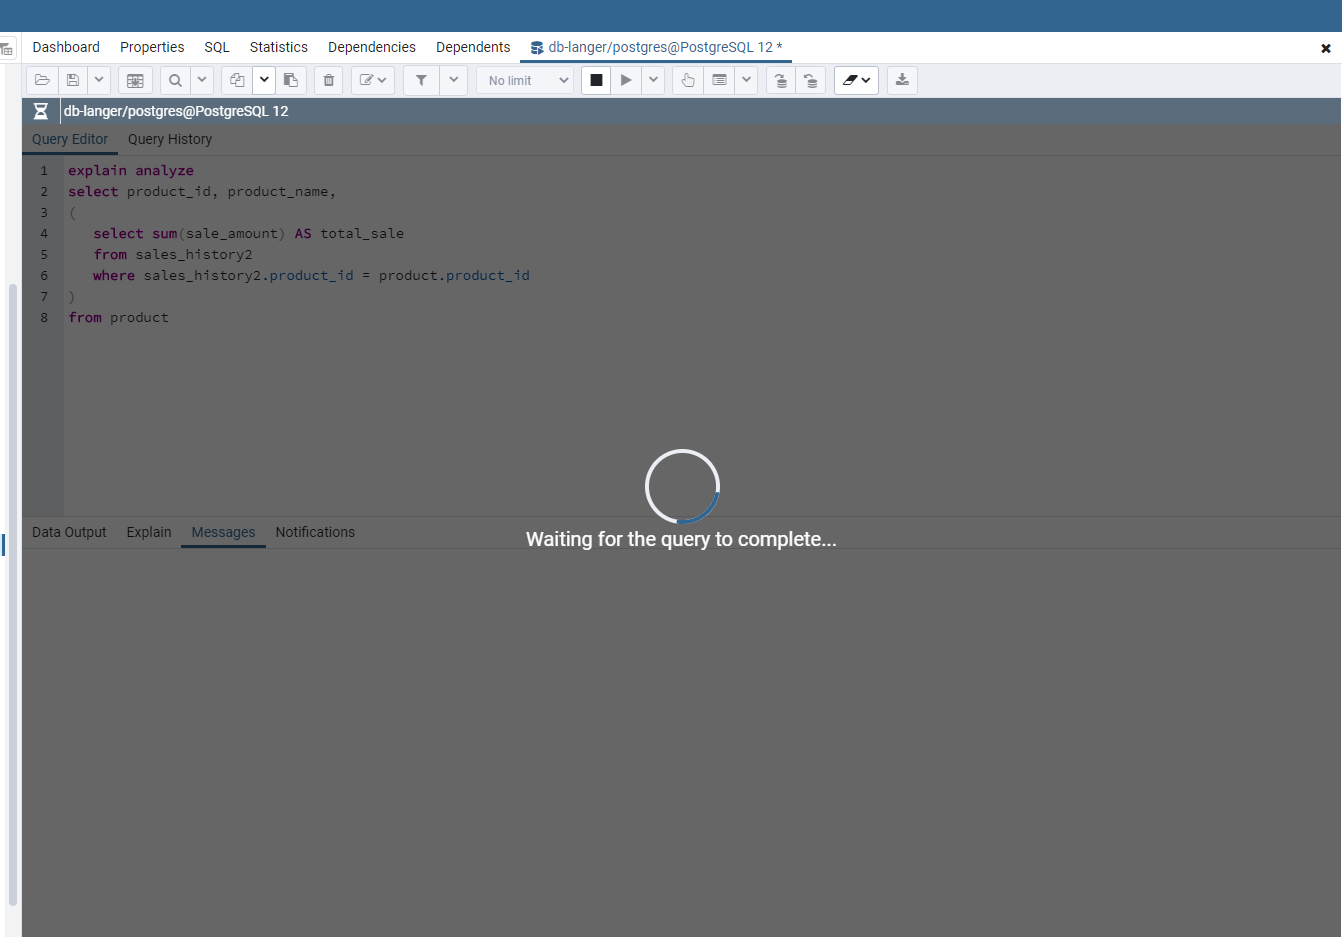 Dashboard Properties SQL Statistics Dependencies Dependents db-langer/postgres@PostgreSQL 12 *
No limit
db-langer/postgres@PostgreSQL 12
Query Editor Query History
1 explain analyze
2 select product_id, product_name,
3 (
4 select sum(sale_amount) AS total_sale
5 from sales_history2
6 where sales_history2.product_id = product.product_id
7 )
8 from product
Data Output Explain Messages Notifications
Waiting for the query to complete...